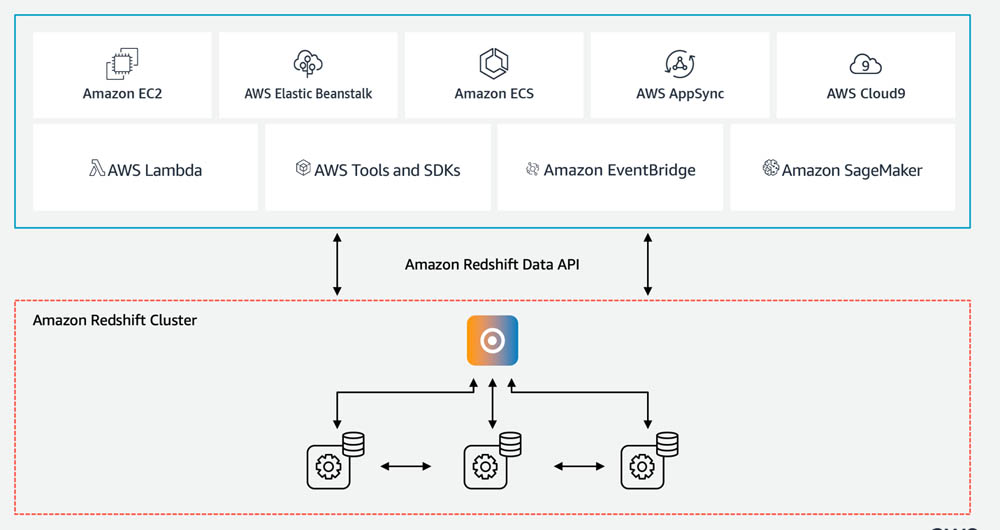 Amazon EC2
AWS Elastic Beanstalk
Amazon ECS
AWS AppSync
9
AWS Cloud9
AWS Lambda
AWS Tools and SDKs
Amazon EventBridge
Amazon SageMaker
Amazon Redshift Data API
Amazon Redshift Cluster